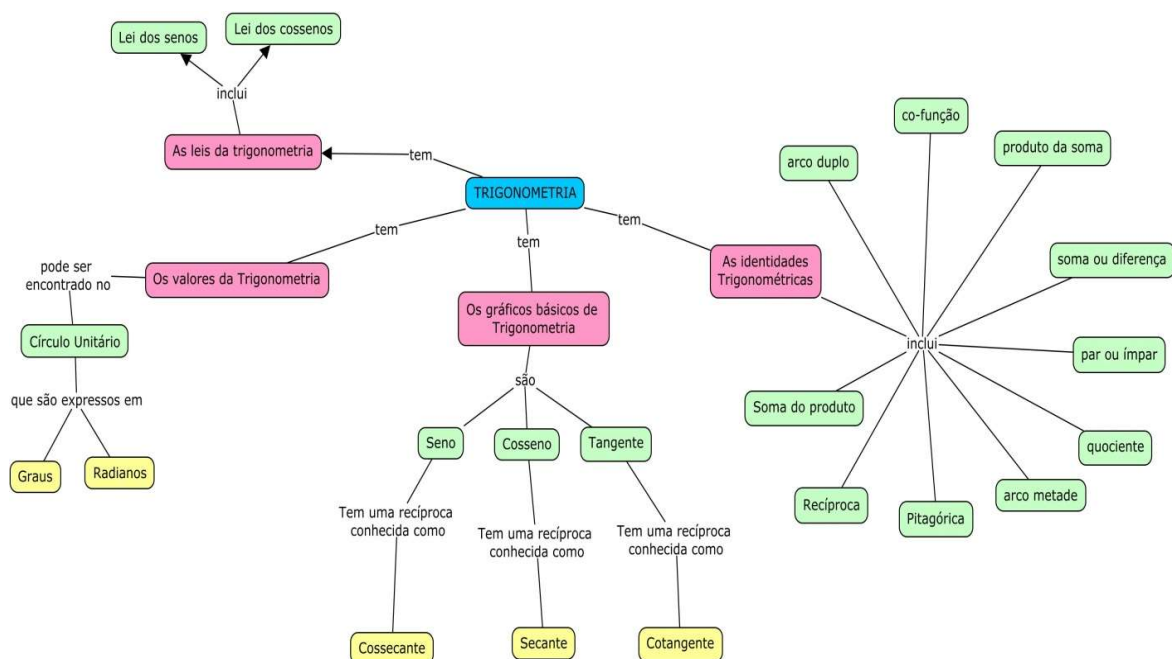 Lei dos senos
Lei dos cossenos
inclui
As leis da trigonometria
tem
TRIGONOMETRIA
tem
Os valores da Trigonometria
pode ser
encontrado no
Círculo Unitário
que são expressos em
Graus
Radianos
tem
Os gráficos básicos de
Trigonometria
são
Seno
Cosseno
Tangente
Tem uma recíproca
conhecida como
Tem uma recíproca
conhecida como
Tem uma recíproca
conhecida como
Cossecante
Secante
Cotangente
tem
As identidades
Trigonométricas
inclui
arco duplo
co-função
produto da soma
soma ou diferença
par ou ímpar
quociente
arco metade
Pitagórica
Recíproca
Soma do produto